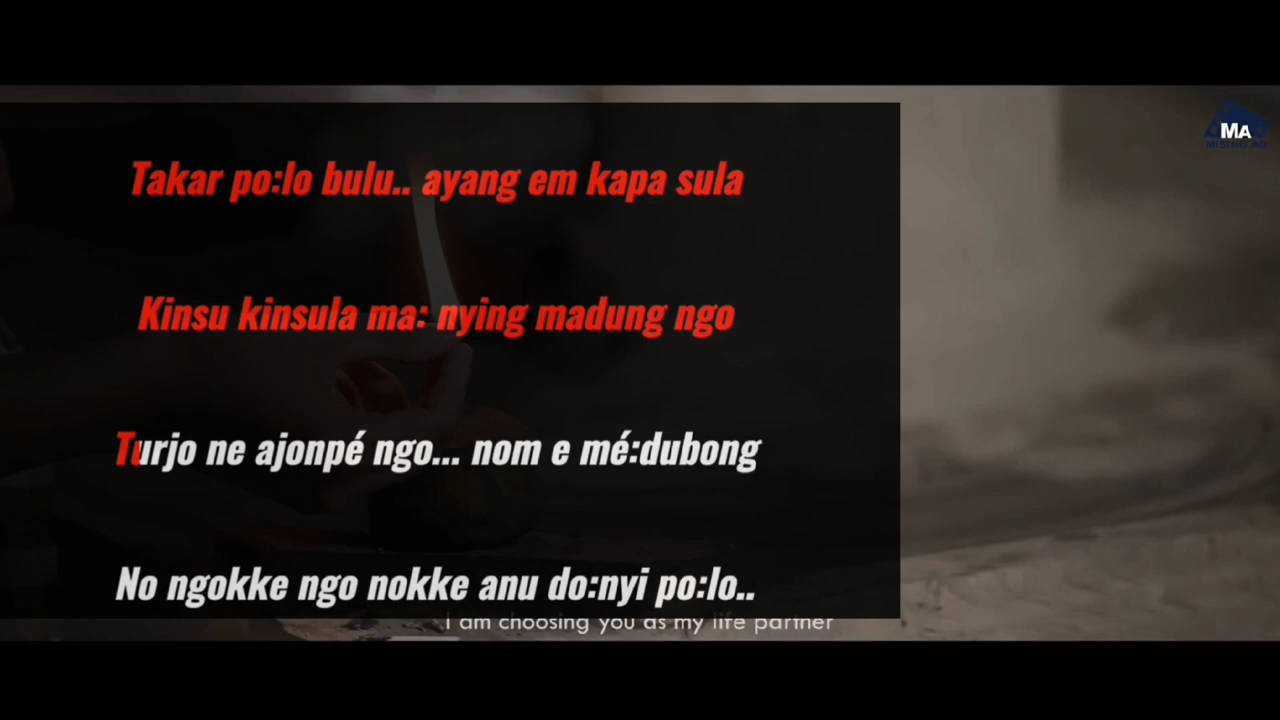 MA
MISING AO
Takar po:lo bulu.. ayang em kapa sula
Kinsu kinsula ma: nying madung ngo
Turjo ne ajonpé ngo... nom e mé:dubong
No ngokke ngo nokke anu do:nyi po:lo..
I am choosing you as my life partner